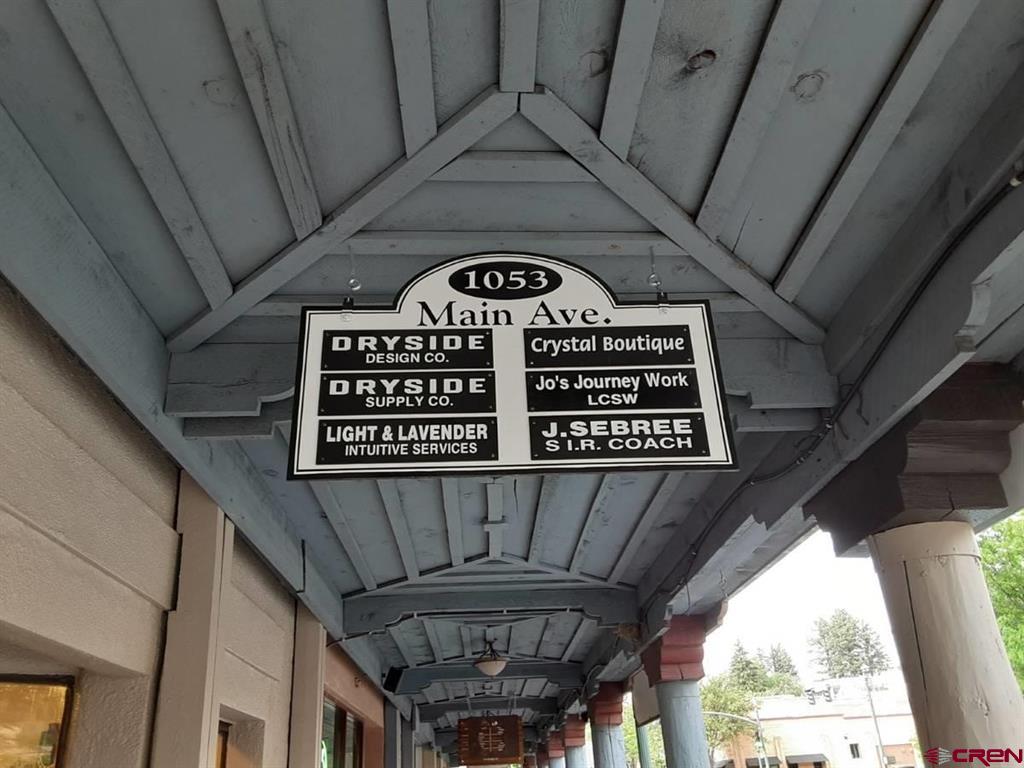 1053
Main Ave.
DRYSIDE
DESIGN CO.
DRYSIDE
SUPPLY CO.
LIGHT & LAVENDER
INTUITIVE SERVICES
Crystal Boutique
Jo's Journey Work
LCSW
J.SEBREE
S I.R. COACH
CREN